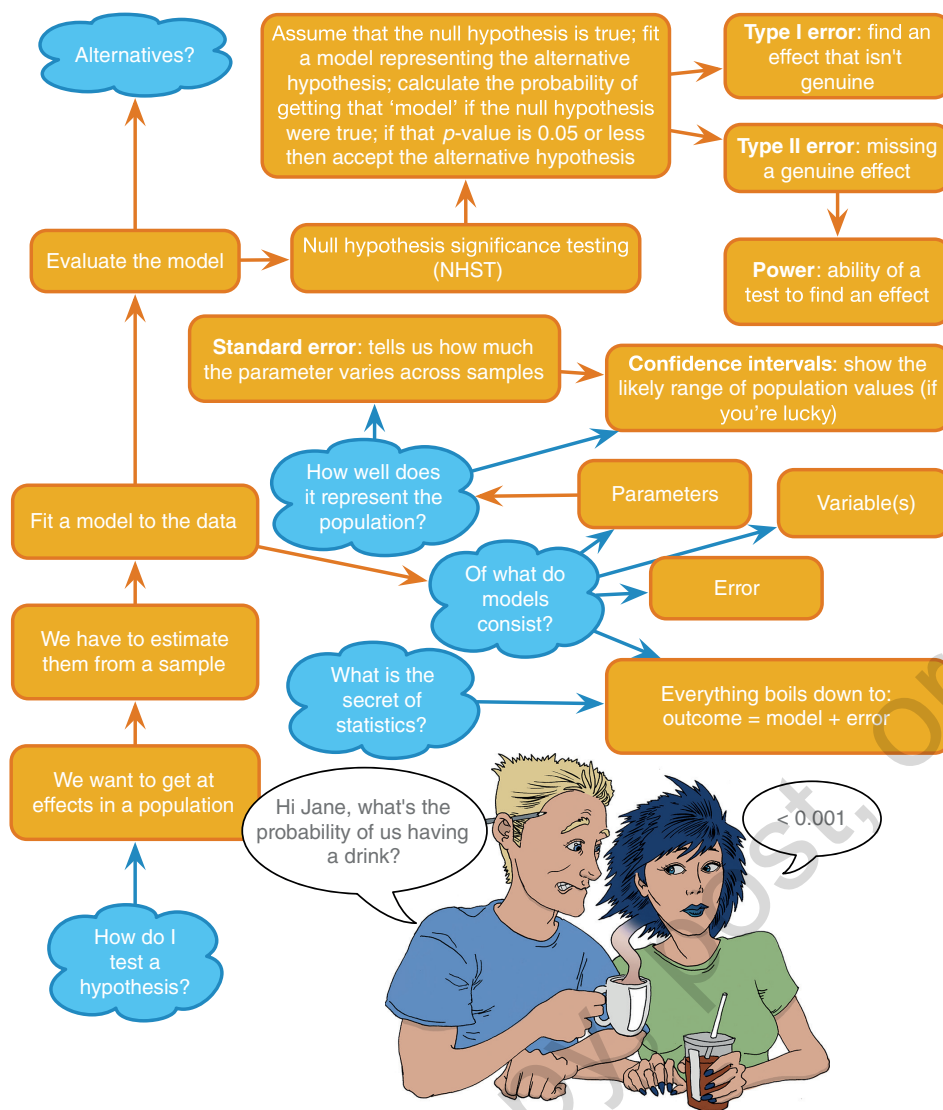 Alternatives?
Assume that the null hypothesis is true; fit
a model representing the alternative
hypothesis; calculate the probability of
getting that ‘model’ if the null hypothesis
were true; if that p-value is 0.05 or less
then accept the alternative hypothesis
Type I error: find an
effect that isn't
genuine
Type II error: missing
a genuine effect
Evaluate the model
Null hypothesis significance testing
(NHST)
Power: ability of a
test to find an effect
Standard error: tells us how much
the parameter varies across samples
Confidence intervals: show the
likely range of population values (if
you’re lucky)
How well does
it represent the
population?
Parameters
Variable(s)
Fit a model to the data
Of what do
models
consist?
Error
We have to estimate
them from a sample
What is the
secret of
statistics?
Everything boils down to:
outcome = model + error
We want to get at
effects in a population
Hi Jane, what's the
probability of us having
a drink?
< 0.001
How do I
test a
hypothesis?
post, or